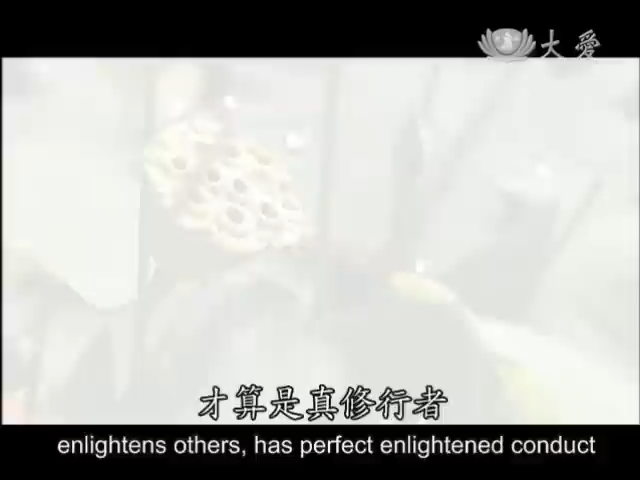 大愛
才算是真修行者
enlightens others, has perfect enlightened conduct